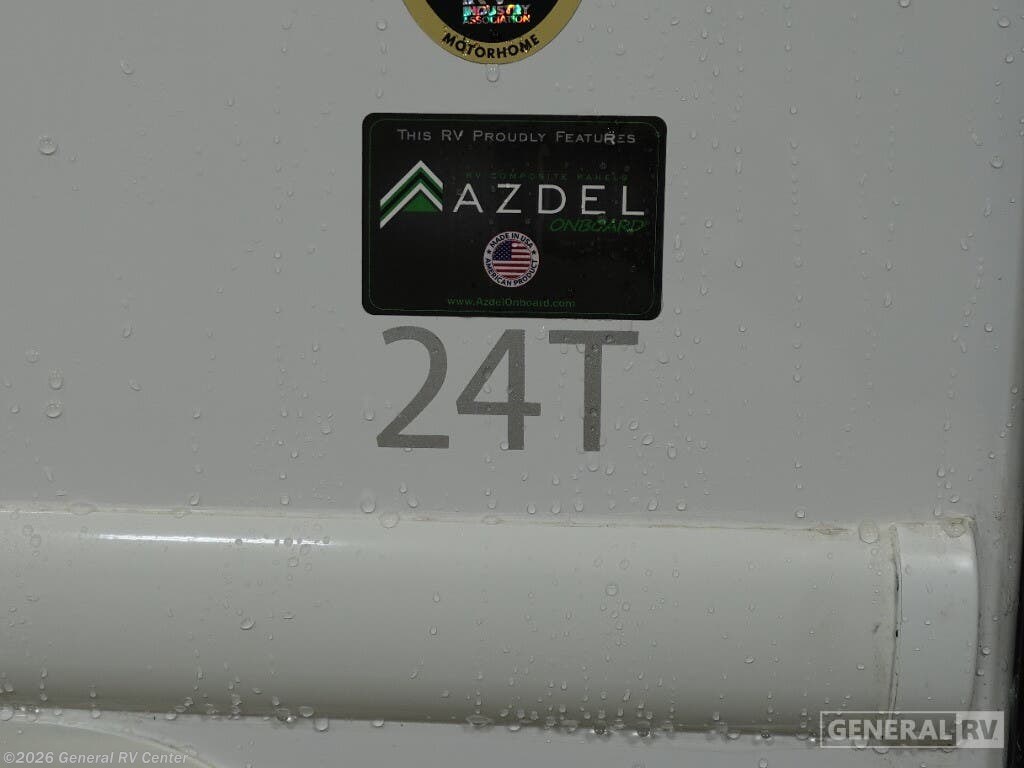 INDUSTRY
ASSOCIATION
MOTORHOME
THIS RV PROUDLY FEATURES
RV COMPOSITE PANELS
AZDEL
ONBOARD
MADE IN USA
AMERICAN PRODUCT
www.AzdelOnboard.com
24T
GENERAL RV
©2026 General RV Center